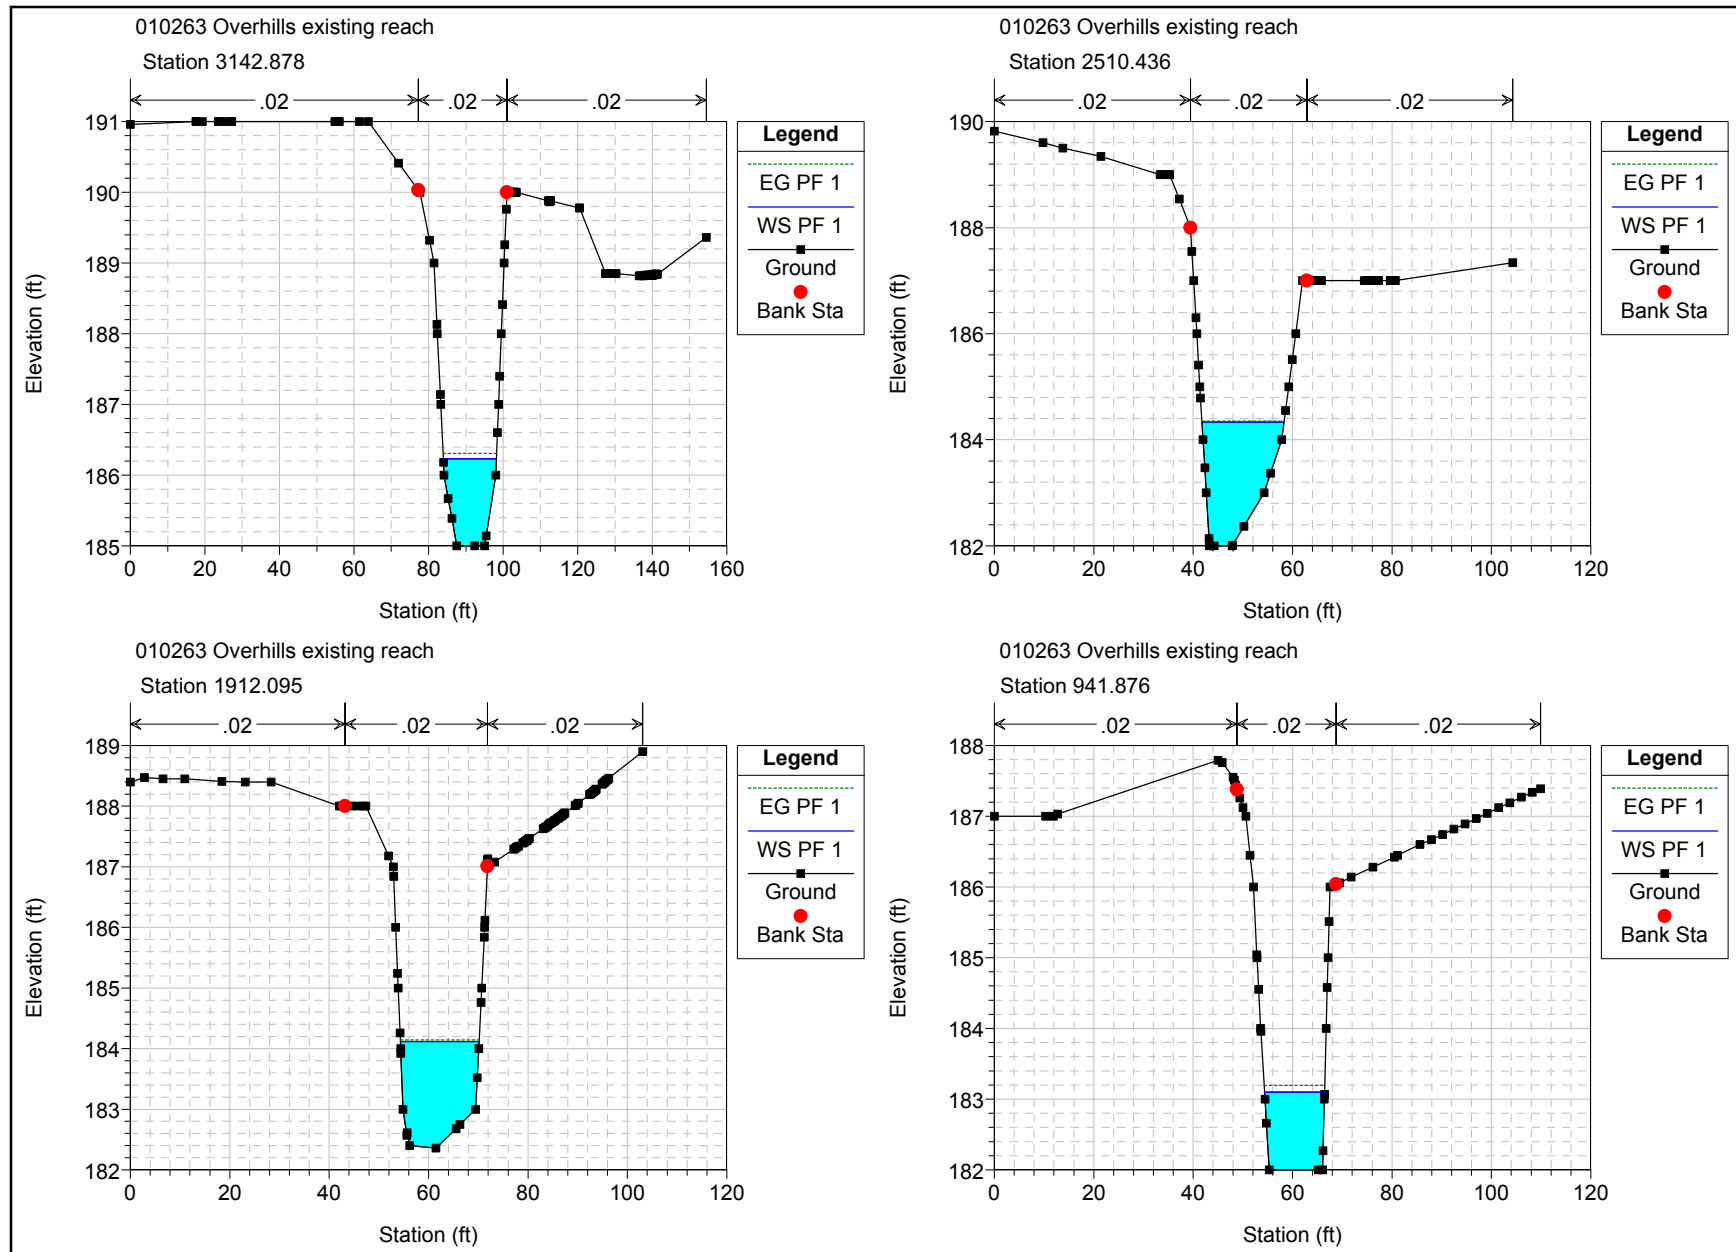 010263 Overhills existing reach
Station 3142.878
.02 .02 .02
191
190
189
188
187
186
185
0 20 40 60 80 100 120 140 160
Station (ft)
Elevation (ft)
Legend
EG PF 1
WS PF 1
Ground
Bank Sta
010263 Overhills existing reach
Station 2510.436
.02 .02 .02
190
188
186
184
182
0 20 40 60 80 100 120
Station (ft)
Elevation (ft)
Legend
EG PF 1
WS PF 1
Ground
Bank Sta
010263 Overhills existing reach
Station 1912.095
.02 .02 .02
189
188
187
186
185
184
183
182
0 20 40 60 80 100 120
Station (ft)
Elevation (ft)
Legend
EG PF 1
WS PF 1
Ground
Bank Sta
010263 Overhills existing reach
Station 941.876
.02 .02 .02
188
187
186
185
184
183
182
0 20 40 60 80 100 120
Station (ft)
Elevation (ft)
Legend
EG PF 1
WS PF 1
Ground
Bank Sta